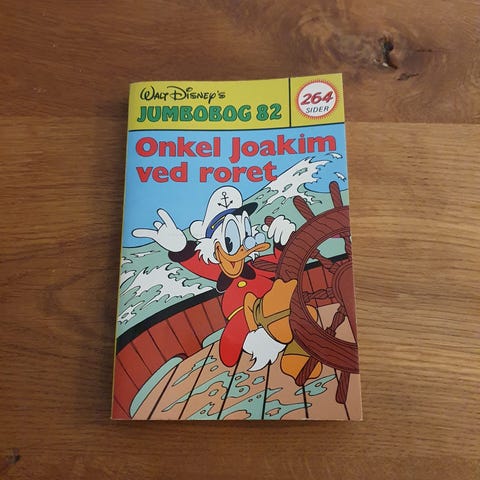 WALT DISNEY'S
JUMBOBOG 82
264
SIDER
Onkel Joakim
ved roret